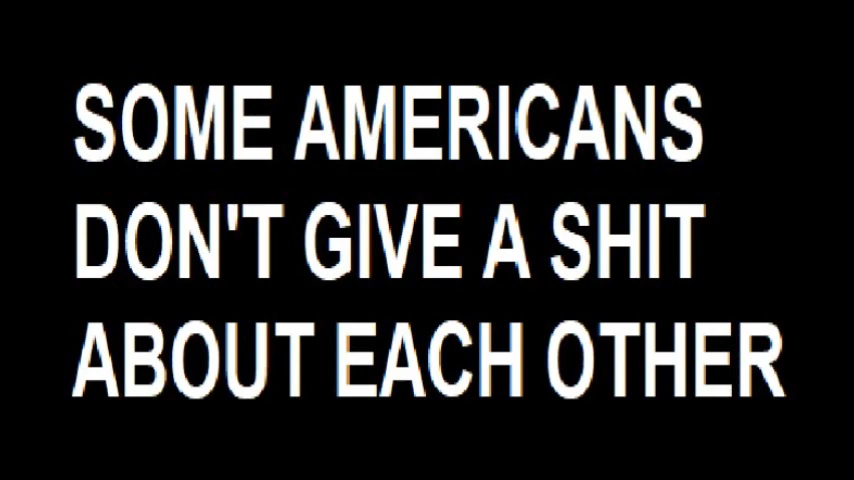 SOME AMERICANS
DON'T GIVE A SHIT
ABOUT EACH OTHER